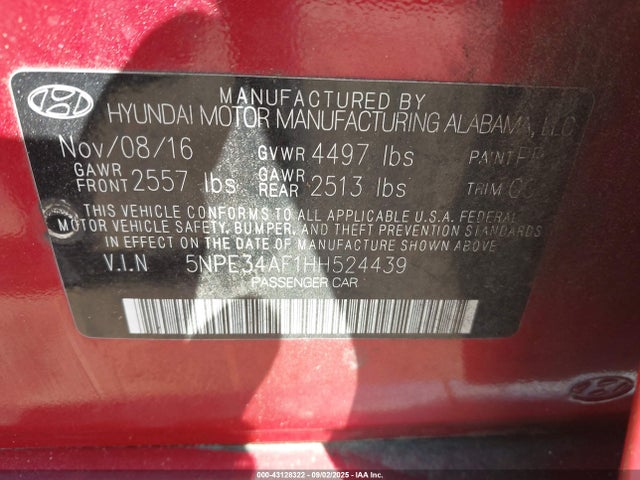 MANUFACTURED BY
HYUNDAI MOTOR MANUFACTURING ALABAMA, LLC
Nov/08/16 GVWR 4497 lbs PAINT
GAWR FRONT 2557 lbs GAWR REAR 2513 lbs TRIM
THIS VEHICLE CONFORMS TO ALL APPLICABLE U.S.A. FEDERAL
MOTOR VEHICLE SAFETY, BUMPER, AND THEFT PREVENTION STANDARDS
IN EFFECT ON THE DATE OF MANUFACTURE SHOWN ABOVE
V.I.N 5NPE34AF1HH524439
PASSENGER CAR
000-43128322 - 09/02/2025 - IAA Inc.